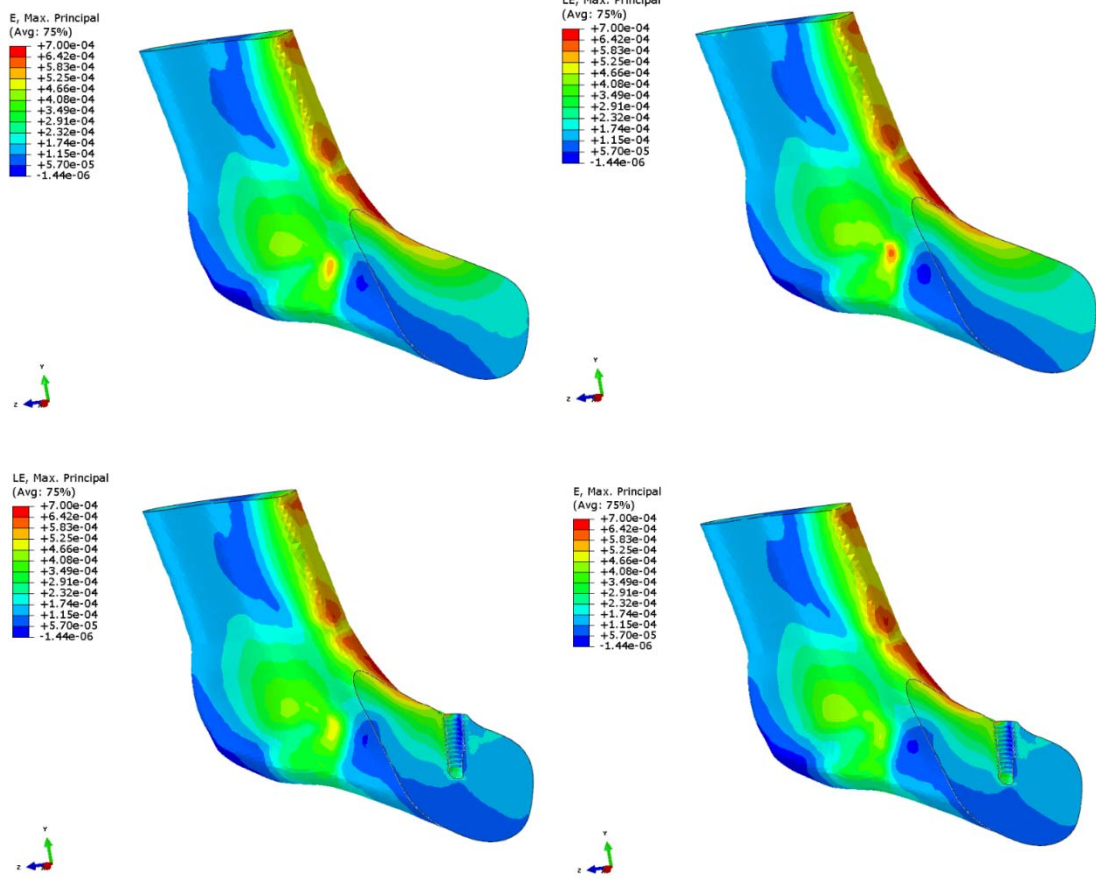 E, Max. Principal
(Avg: 75%)
+7.00e-04
+6.42e-04
+5.83e-04
+5.25e-04
+4.66e-04
+4.08e-04
+3.49e-04
+2.91e-04
+2.32e-04
+1.74e-04
+1.15e-04
+5.70e-05
-1.44e-06
Y
Z
LE, Max. Principal
(Avg: 75%)
+7.00e-04
+6.42e-04
+5.83e-04
+5.25e-04
+4.66e-04
+4.08e-04
+3.49e-04
+2.91e-04
+2.32e-04
+1.74e-04
+1.15e-04
+5.70e-05
-1.44e-06
Y
Z
LE, Max. Principal
(Avg: 75%)
+7.00e-04
+6.42e-04
+5.83e-04
+5.25e-04
+4.66e-04
+4.08e-04
+3.49e-04
+2.91e-04
+2.32e-04
+1.74e-04
+1.15e-04
+5.70e-05
-1.44e-06
Y
Z
E, Max. Principal
(Avg: 75%)
+7.00e-04
+6.42e-04
+5.83e-04
+5.25e-04
+4.66e-04
+4.08e-04
+3.49e-04
+2.91e-04
+2.32e-04
+1.74e-04
+1.15e-04
+5.70e-05
-1.44e-06
Y
Z